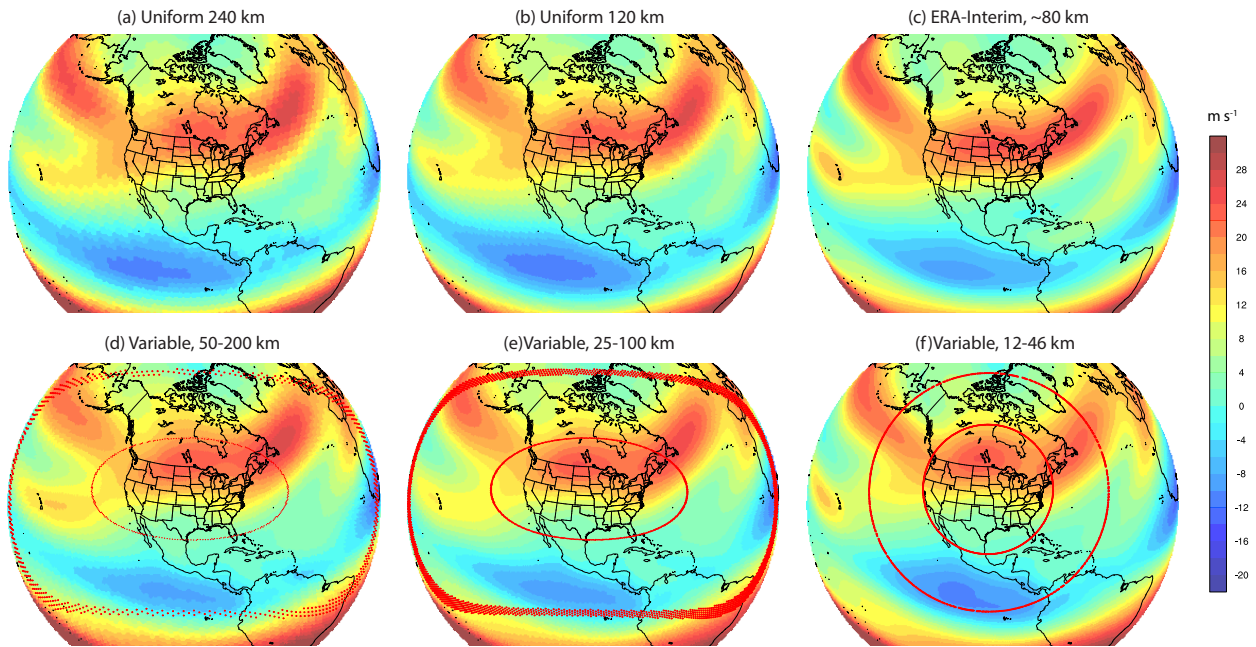 (a) Uniform 240 km
(b) Uniform 120 km
(c) ERA-Interim, ~80 km
m s⁻¹
28
24
20
16
12
8
4
0
-4
-8
-12
-16
-20
(d) Variable, 50-200 km
(e)Variable, 25-100 km
(f)Variable, 12-46 km